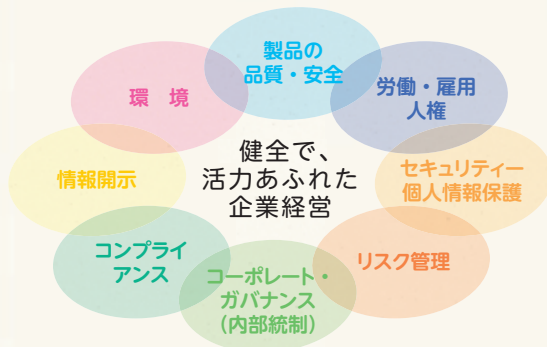 製品の
品質・安全
労働・雇用
人権
セキュリティー
個人情報保護
リスク管理
コーポレート・
ガバナンス
（内部統制）
コンプライ
アンス
情報開示
環　境
健全で、
活力あふれた
企業経営